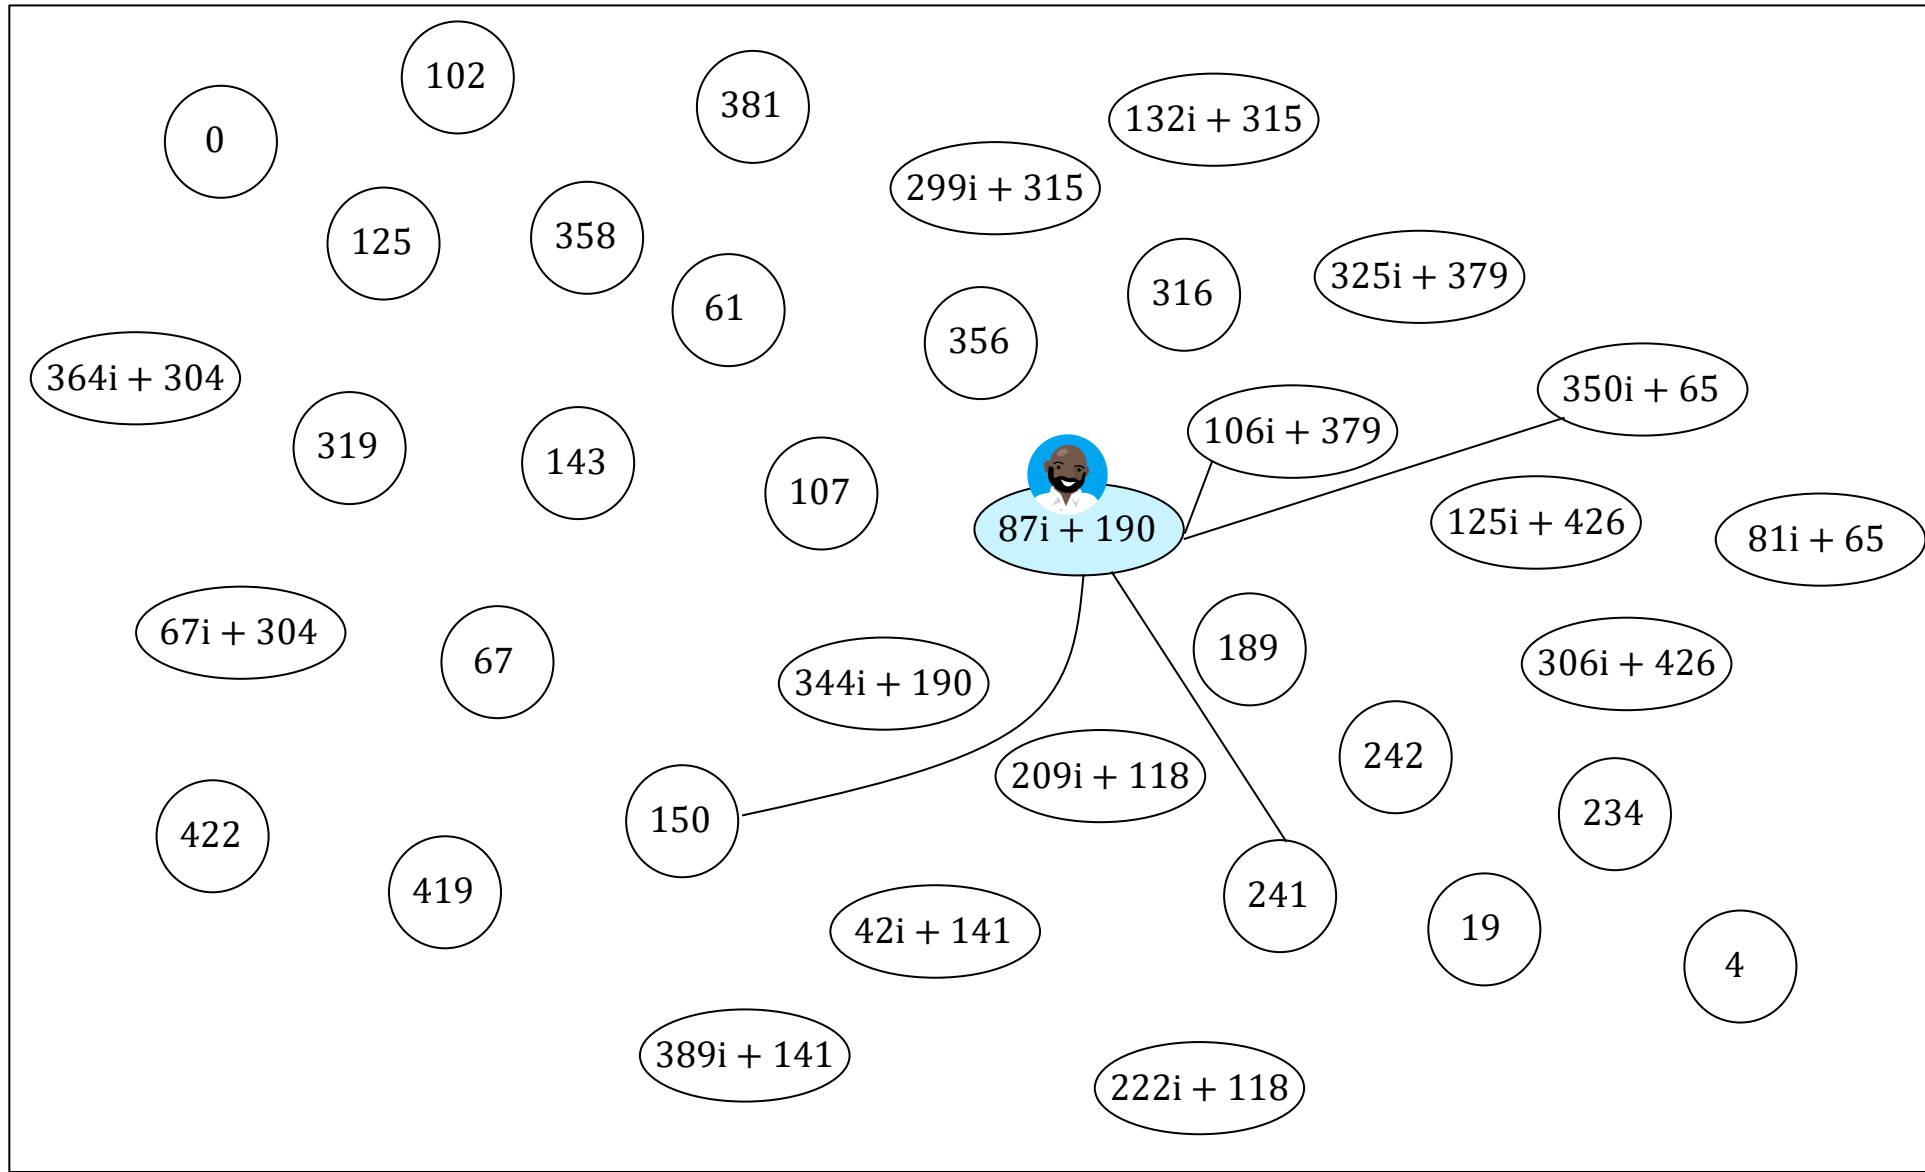 102
381
132i + 315
0
299i + 315
125
358
325i + 379
61
316
356
364i + 304
350i + 65
106i + 379
319
143
107
87i + 190
125i + 426
81i + 65
67i + 304
67
189
306i + 426
344i + 190
242
209i + 118
150
234
422
419
241
42i + 141
19
4
389i + 141
222i + 118